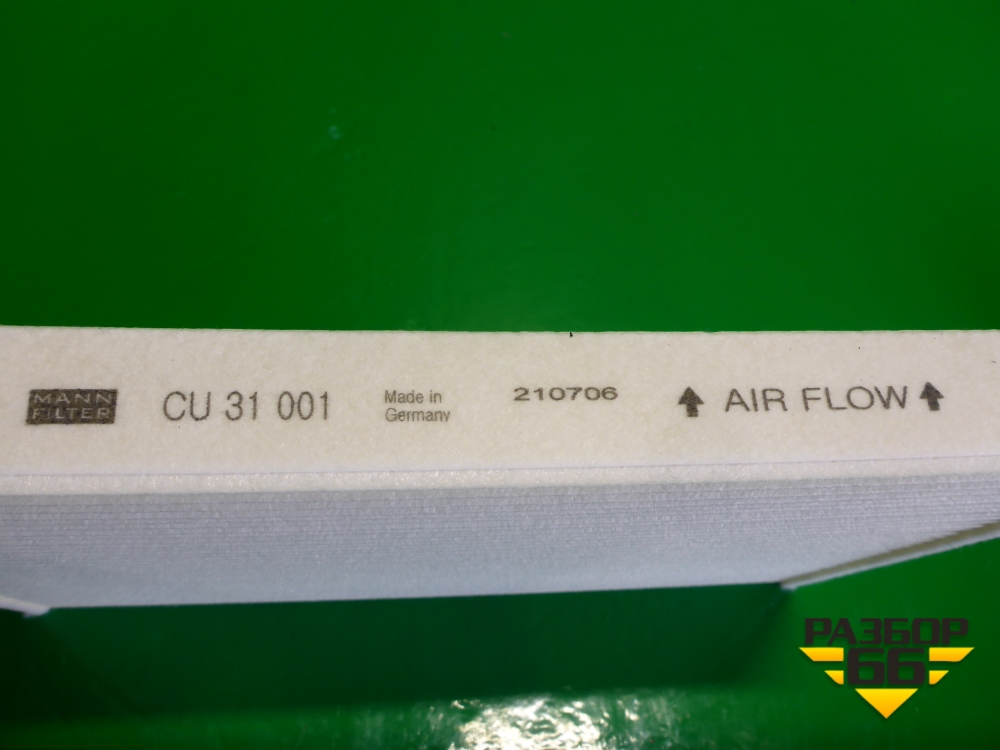 MANN
FILTER
CU 31 001
Made in
Germany
210706
AIR FLOW
РАЗБОР
66